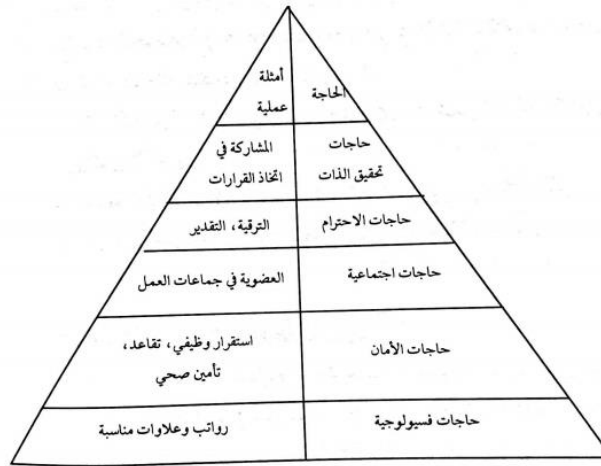 الحاجة
أمثلة
عملية
حاجات
تحقيق الذات
المشاركة في
اتخاذ القرارات
حاجات الاحترام
الترقية، التقدير
حاجات اجتماعية
العضوية في جماعات العمل
حاجات الأمان
استقرار وظيفي، تقاعد،
تأمين صحي
حاجات فسيولوجية
رواتب وعلاوات مناسبة